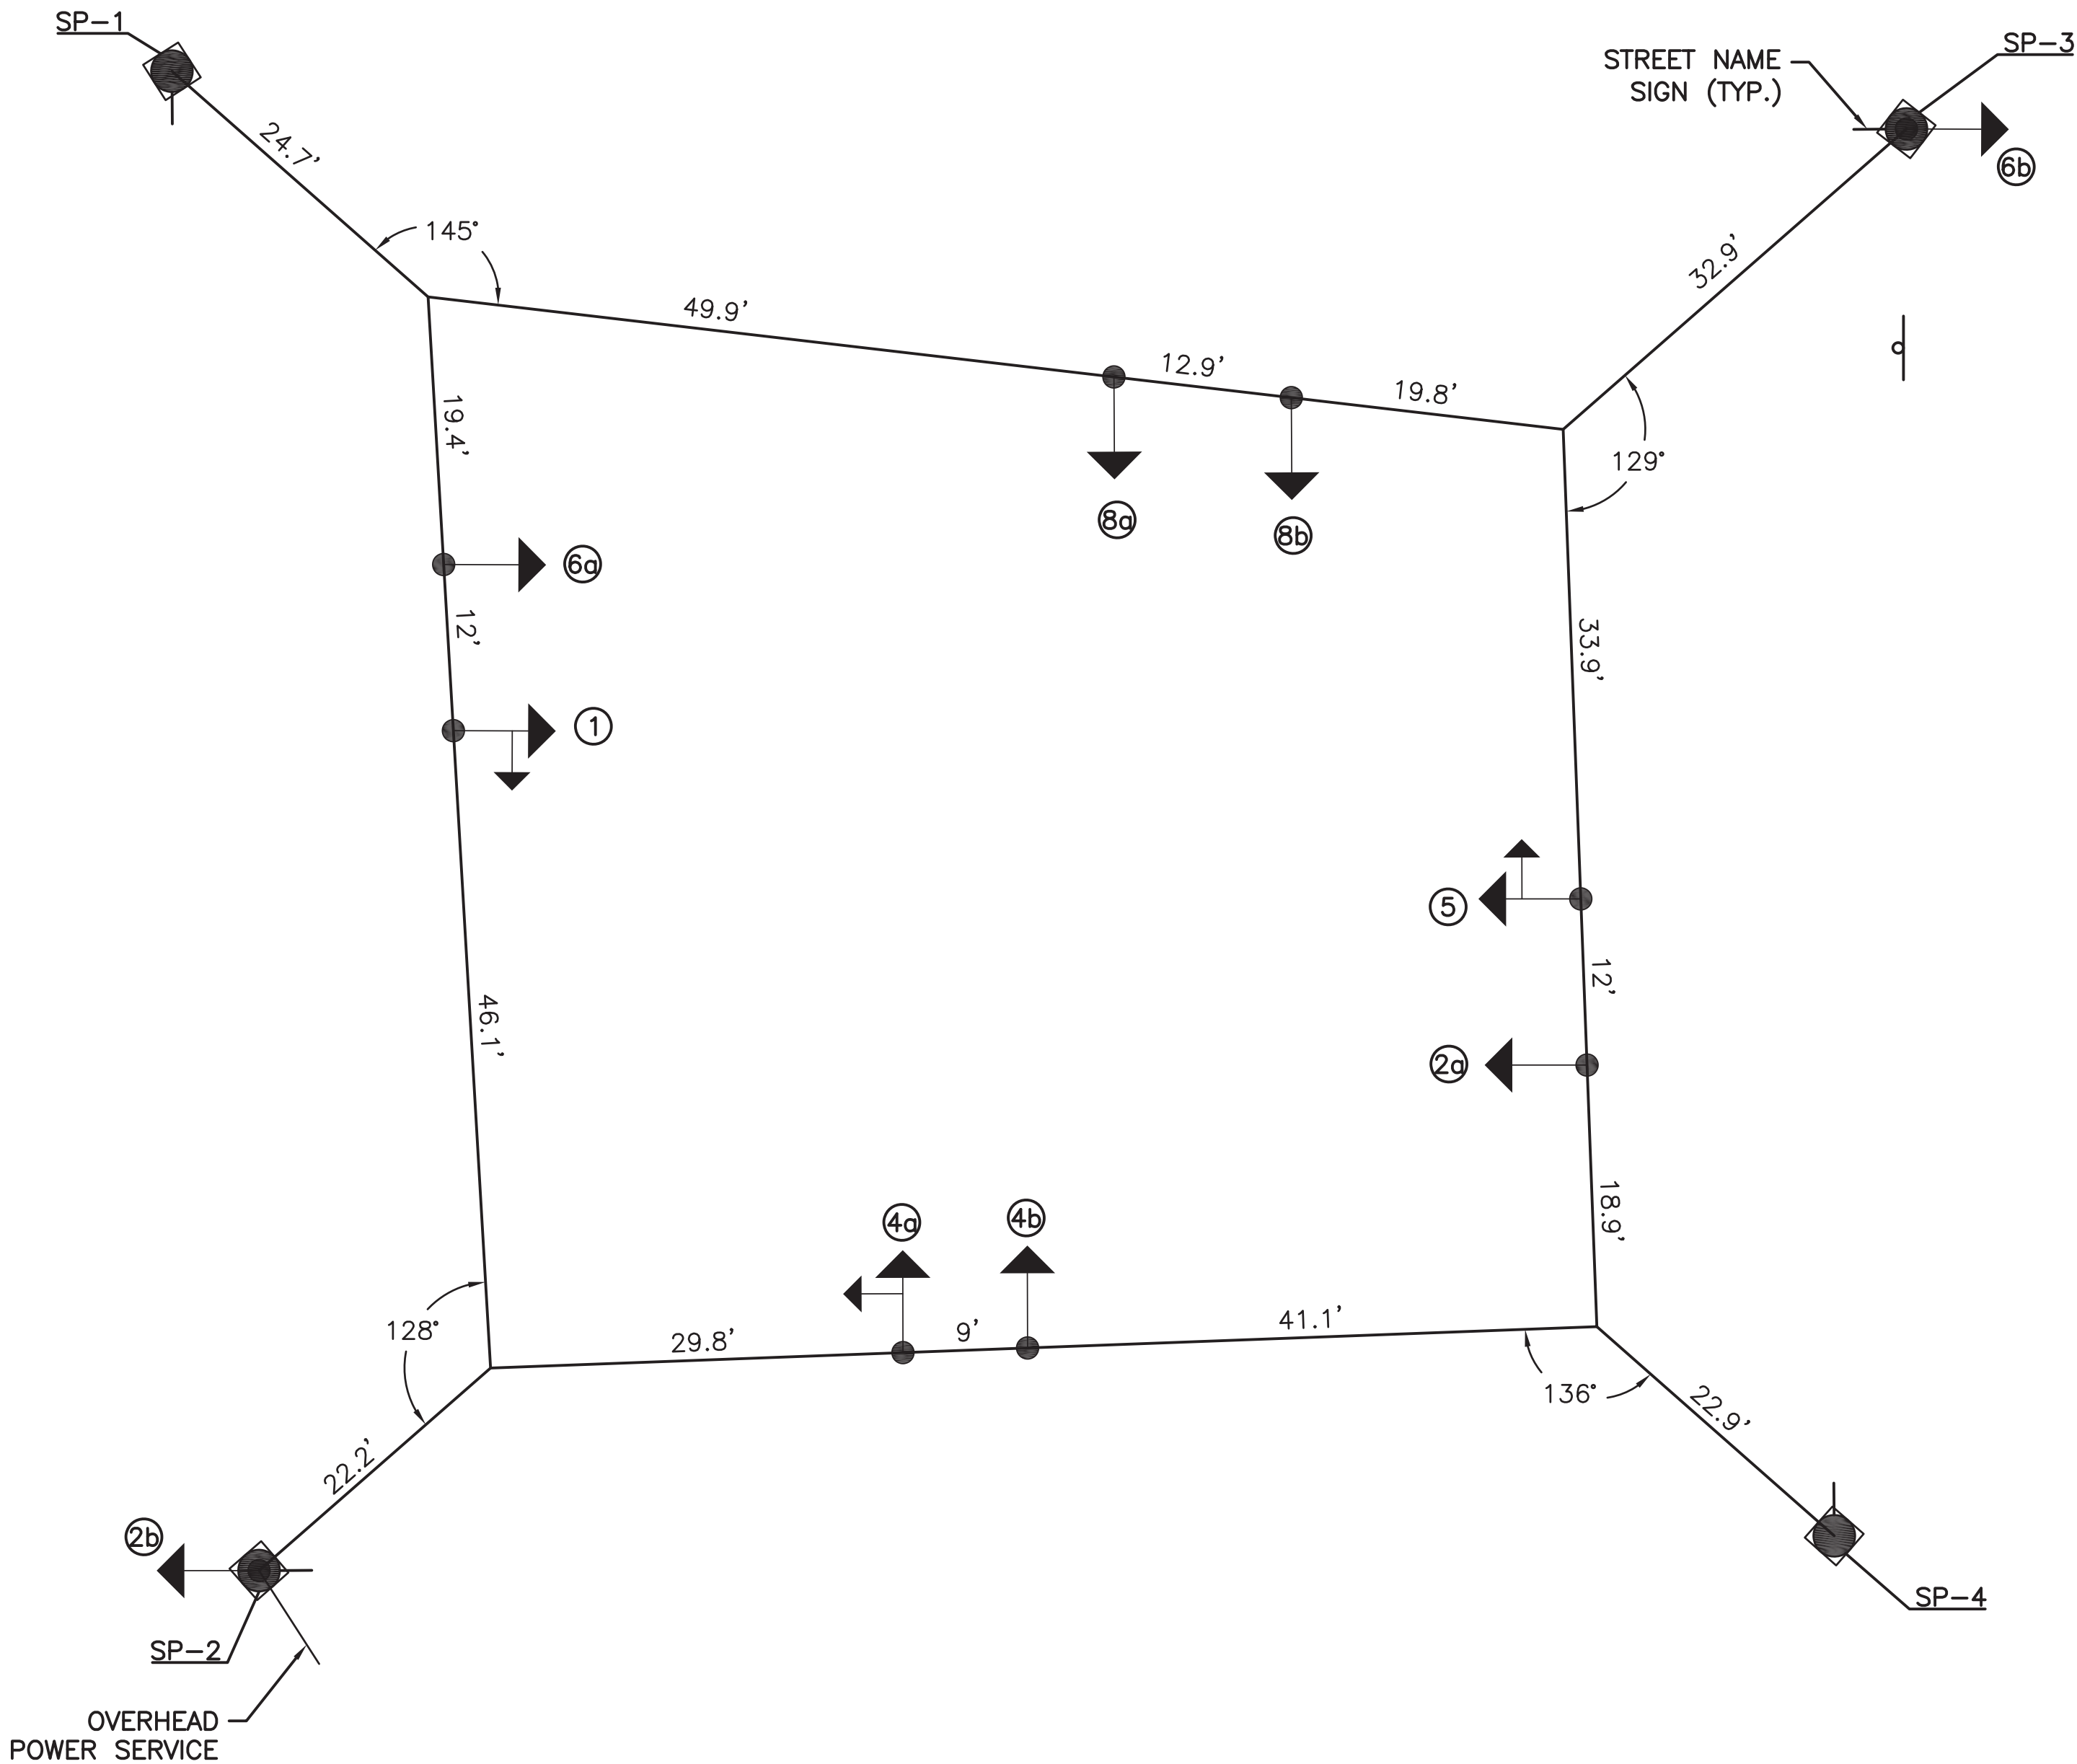 SP-1
STREET NAME
SIGN (TYP.)
SP-3
6b
24.7'
145°
49.9'
12.9'
19.8'
32.9'
129°
19.4'
8a
8b
6a
12'
33.9'
1
5
12'
2a
46.1'
18.9'
4a
4b
128°
29.8'
9'
41.1'
136°
22.9'
22.2'
2b
SP-4
SP-2
OVERHEAD
POWER SERVICE